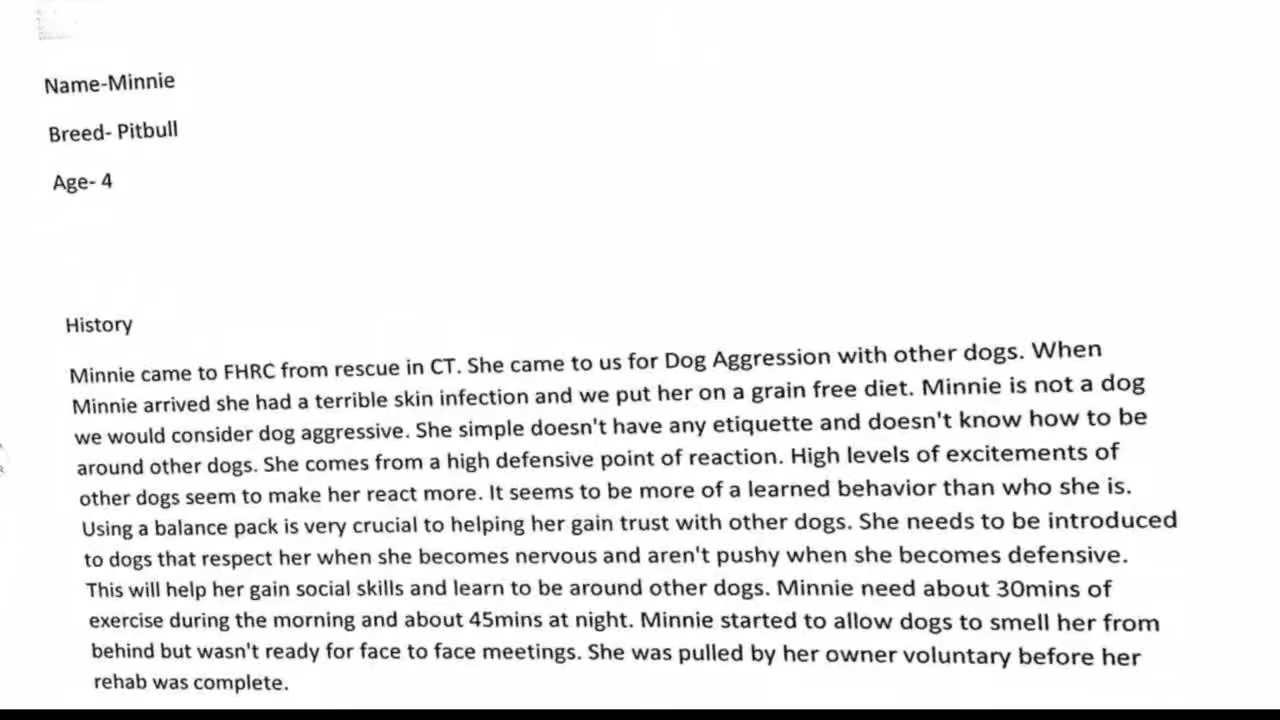 Name-Minnie
Breed- Pitbull
Age- 4
History
Minnie came to FHRC from rescue in CT. She came to us for Dog Aggression with other dogs. When
Minnie arrived she had a terrible skin infection and we put her on a grain free diet. Minnie is not a dog
we would consider dog aggressive. She simple doesn't have any etiquette and doesn't know how to be
around other dogs. She comes from a high defensive point of reaction. High levels of excitements of
other dogs seem to make her react more. It seems to be more of a learned behavior than who she is.
Using a balance pack is very crucial to helping her gain trust with other dogs. She needs to be introduced
to dogs that respect her when she becomes nervous and aren't pushy when she becomes defensive.
This will help her gain social skills and learn to be around other dogs. Minnie need about 30mins of
exercise during the morning and about 45mins at night. Minnie started to allow dogs to smell her from
behind but wasn't ready for face to face meetings. She was pulled by her owner voluntary before her
rehab was complete.